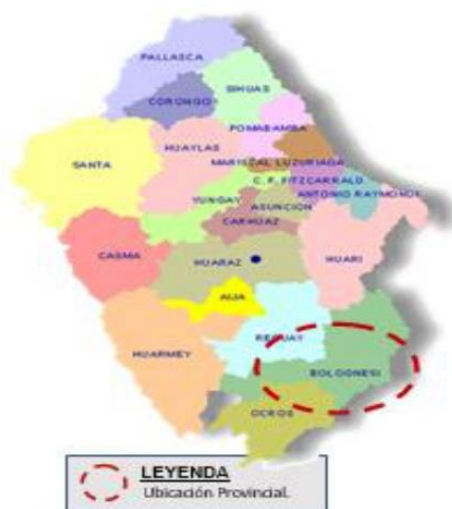 PALLASCA
SIHUAS
CORONGO
POMABAMBA
HUAYLAS
MARISCAL LUZURIAGA
SANTA
C. F. FITZCARRALD
ANTONIO RAYMONDI
YUNGAY
ASUNCION
CARHUAZ
CASMA
HUARAZ
HUARI
AIJA
RECUAY
HUARMEY
BOLOGNESI
OCROS
LEYENDA
Ubicación Provincial.